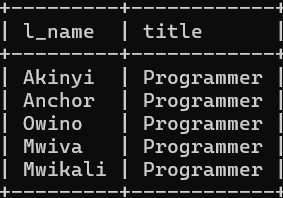 +---------+------------+
| l_name | title |
+---------+------------+
| Akinyi | Programmer |
| Anchor | Programmer |
| Owino | Programmer |
| Mwiva | Programmer |
| Mwikali | Programmer |
+---------+------------+